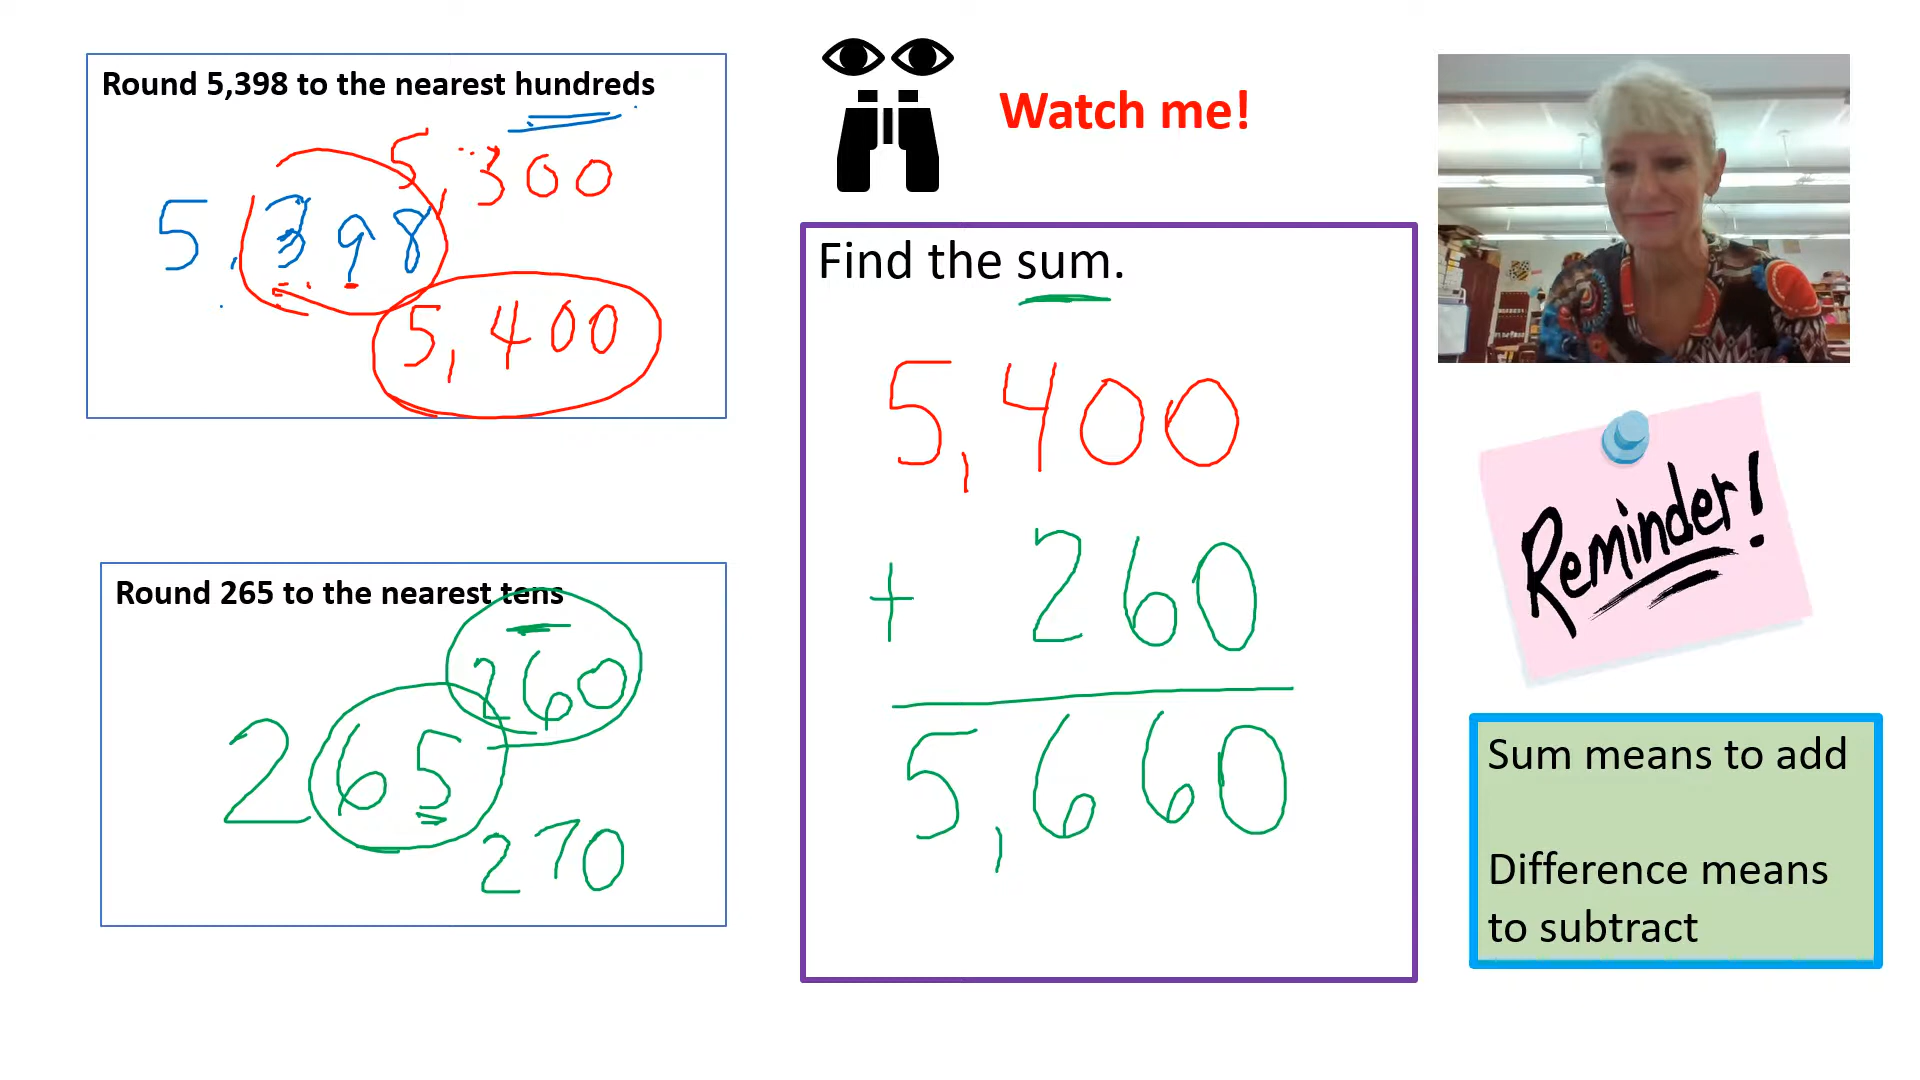 Round 5,398 to the nearest hundreds
5,300
5,398
5,400
Round 265 to the nearest tens
260
265
270
Watch me!
Find the sum.
5,400
+ 260
5,660
Reminder!
Sum means to add
Difference means
to subtract